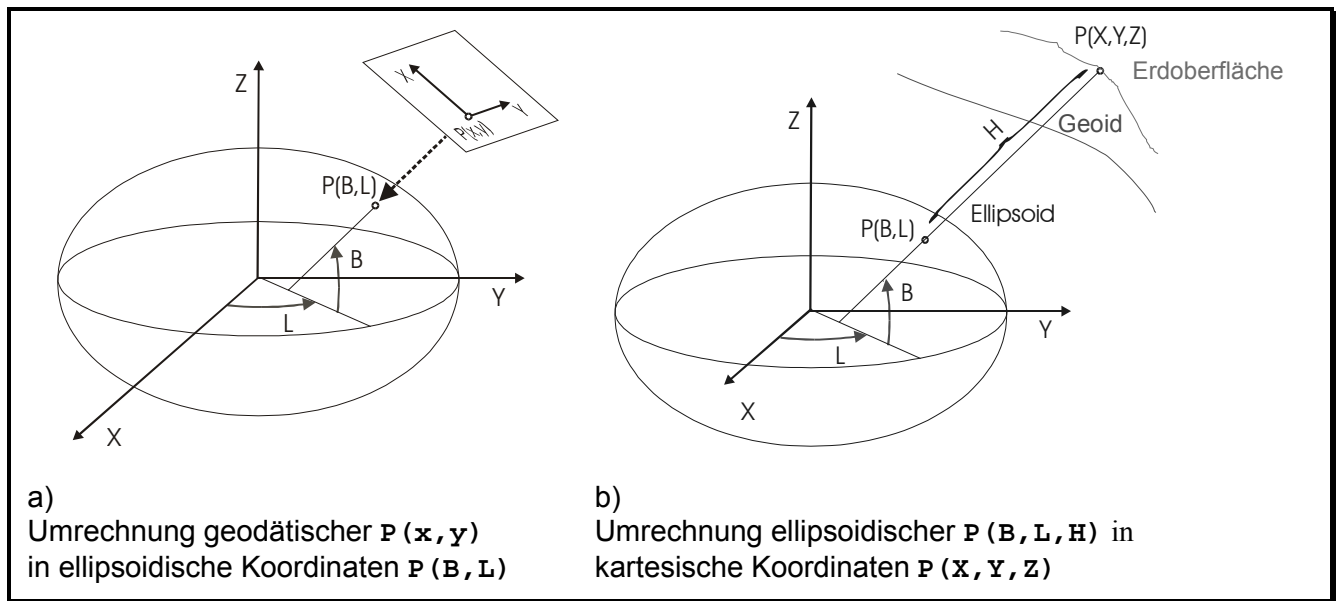 Z
X
Y
P(x,y)
P(B,L)
B
L
Y
X
P(X,Y,Z)
Erdoberfläche
Geoid
H
Z
Ellipsoid
P(B,L)
B
L
Y
X
a)
Umrechnung geodätischer P(x,y)
in ellipsoidische Koordinaten P(B,L)
b)
Umrechnung ellipsoidischer P(B,L,H) in
kartesische Koordinaten P(X,Y,Z)